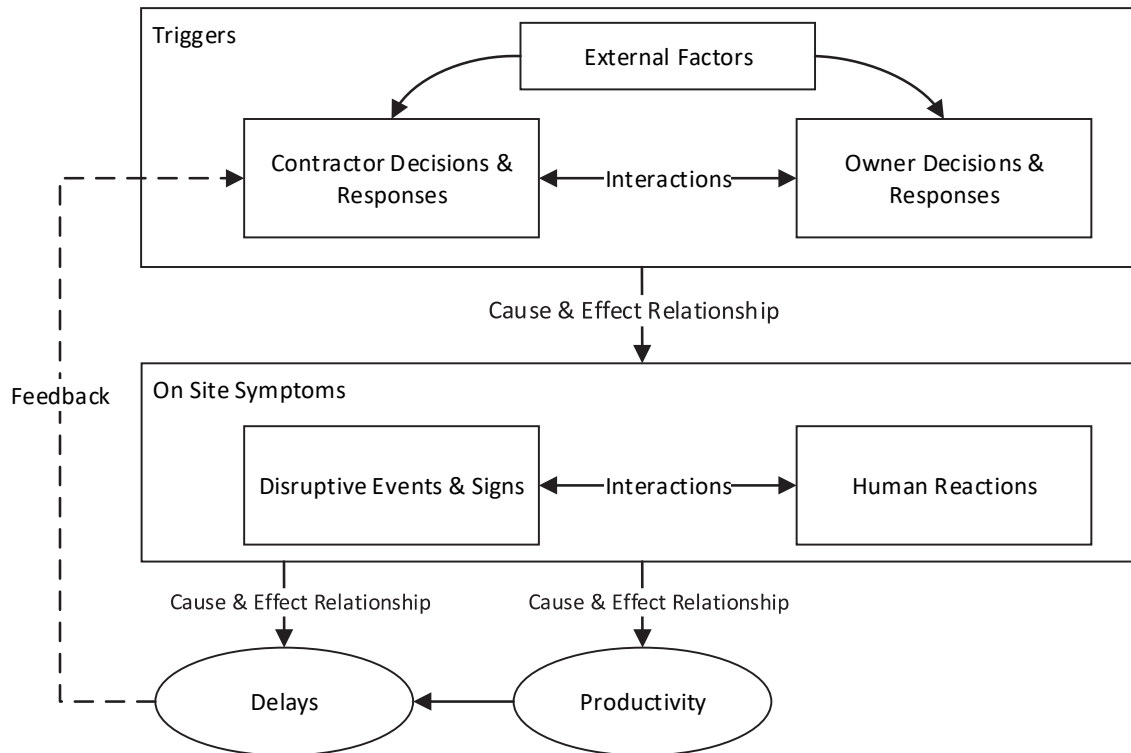 Triggers
External Factors
Contractor Decisions &
Responses
Interactions
Owner Decisions &
Responses
Cause & Effect Relationship
Feedback
On Site Symptoms
Disruptive Events & Signs
Interactions
Human Reactions
Cause & Effect Relationship
Cause & Effect Relationship
Delays
Productivity